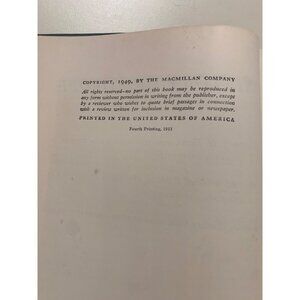 COPYRIGHT, 1949, BY THE MACMILLAN COMPANY
All rights reserved—no part of this book may be reproduced in
any form without permission in writing from the publisher, except
by a reviewer who wishes to quote brief passages in connection
with a review written for inclusion in magazine or newspaper.
PRINTED IN THE UNITED STATES OF AMERICA
Fourth Printing, 1951